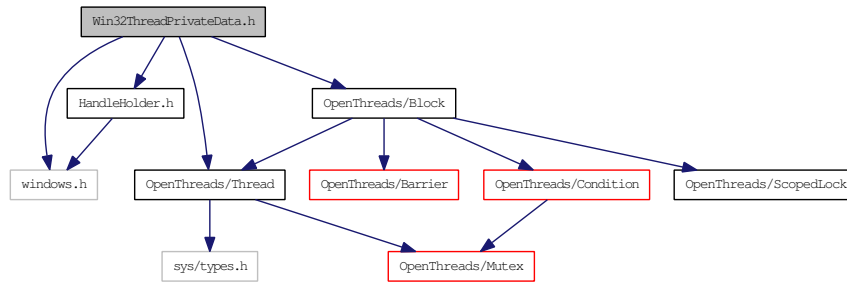 Win32ThreadPrivateData.h
HandleHolder.h
OpenThreads/Block
windows.h
OpenThreads/Thread
OpenThreads/Barrier
OpenThreads/Condition
OpenThreads/ScopedLock
sys/types.h
OpenThreads/Mutex